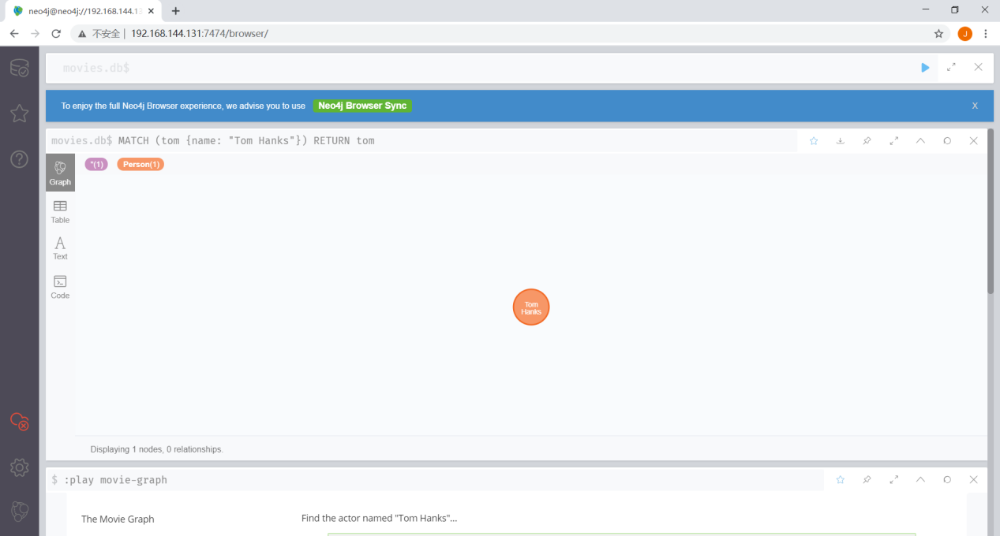 neo4j@neo4j://192.168.144.13
不安全 | 192.168.144.131:7474/browser/
J
movies.db$
To enjoy the full Neo4j Browser experience, we advise you to use Neo4j Browser Sync
X
movies.db$ MATCH (tom {name: "Tom Hanks"}) RETURN tom
*(1) Person(1)
Graph
Table
Text
Code
Tom
Hanks
Displaying 1 nodes, 0 relationships.
$ :play movie-graph
The Movie Graph
Find the actor named "Tom Hanks"...